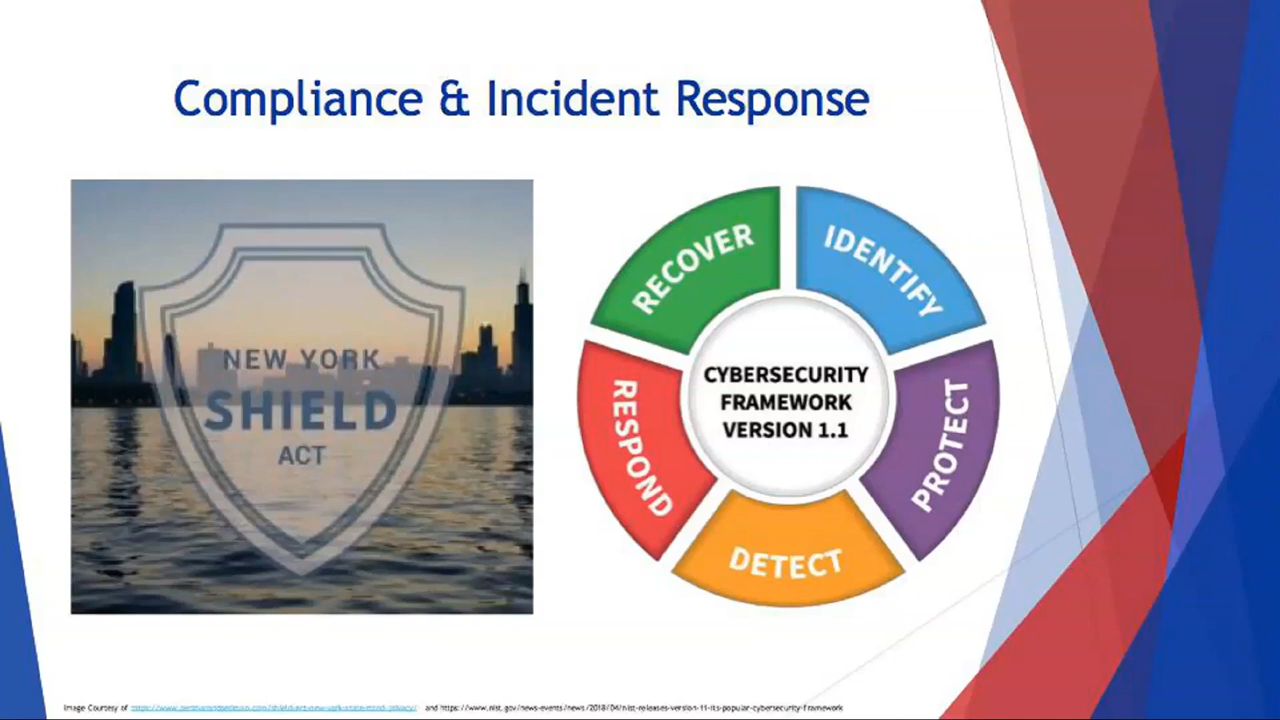 Compliance & Incident Response
NEW YORK
SHIELD
ACT
RECOVER
IDENTIFY
RESPOND
PROTECT
DETECT
CYBERSECURITY
FRAMEWORK
VERSION 1.1
Image Courtesy of and https://www.nist.gov/news-events/news/2018/04/nist-releases-version-11-its-popular-cybersecurity-framework